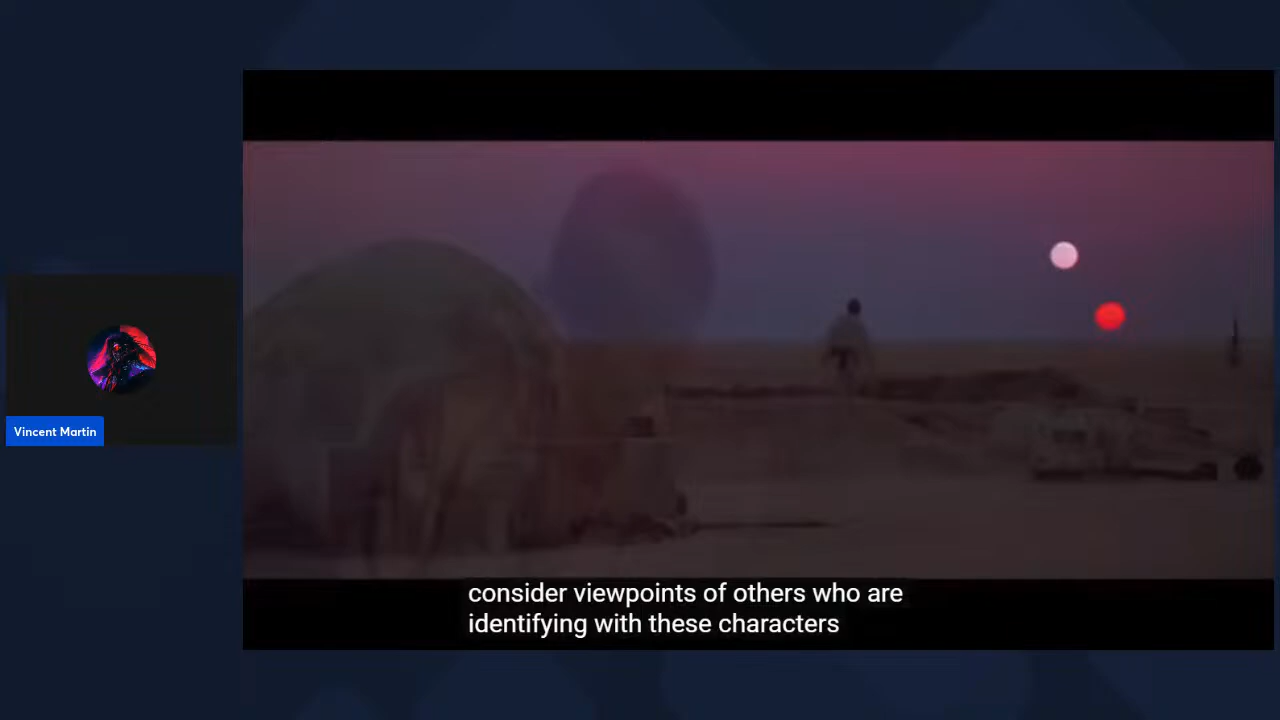 Vincent Martin
consider viewpoints of others who are
identifying with these characters